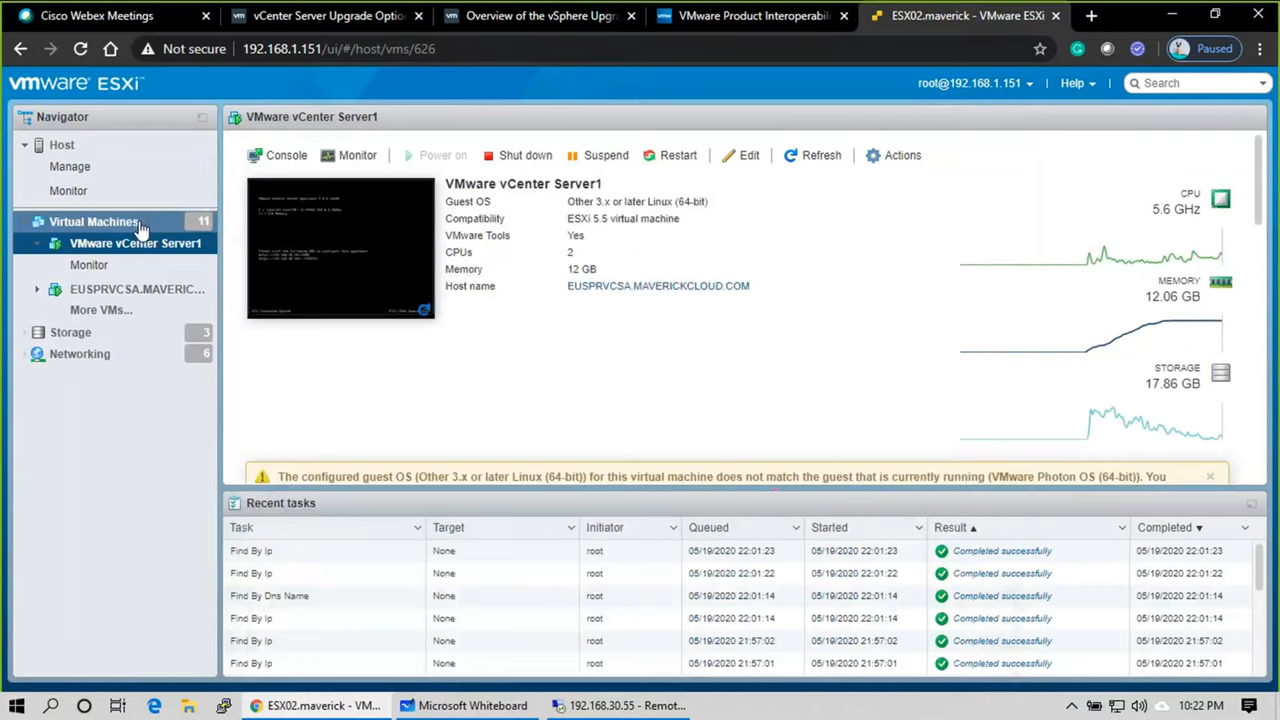 Cisco Webex Meetings
vCenter Server Upgrade Optio
Overview of the vSphere Upgr
VMware Product Interoperabil
ESX02.maverick - VMware ESXi
Not secure 192.168.1.151/ui/#/host/vms/626
Paused
vmware ESXi
root@192.168.1.151 Help Search
Navigator
Host
Manage
Monitor
Virtual Machines 11
VMware vCenter Server1
Monitor
EUSPRVCSA.MAVERIC...
More VMs...
Storage 3
Networking 6
VMware vCenter Server1
Console Monitor Power on Shut down Suspend Restart Edit Refresh Actions
VMware vCenter Server1
Guest OS Other 3.x or later Linux (64-bit)
Compatibility ESXi 5.5 virtual machine
VMware Tools Yes
CPUs 2
Memory 12 GB
Host name EUSPRVCSA.MAVERICKCLOUD.COM
CPU
5.6 GHz
MEMORY
12.06 GB
STORAGE
17.86 GB
The configured guest OS (Other 3.x or later Linux (64-bit)) for this virtual machine does not match the guest that is currently running (VMware Photon OS (64-bit)). You
Recent tasks
Task Target Initiator Queued Started Result Completed
Find By Ip None root 05/19/2020 22:01:23 05/19/2020 22:01:23 Completed successfully 05/19/2020 22:01:23
Find By Ip None root 05/19/2020 22:01:22 05/19/2020 22:01:22 Completed successfully 05/19/2020 22:01:22
Find By Dns Name None root 05/19/2020 22:01:14 05/19/2020 22:01:14 Completed successfully 05/19/2020 22:01:14
Find By Ip None root 05/19/2020 22:01:14 05/19/2020 22:01:14 Completed successfully 05/19/2020 22:01:14
Find By Ip None root 05/19/2020 21:57:02 05/19/2020 21:57:02 Completed successfully 05/19/2020 21:57:02
Find By Ip None root 05/19/2020 21:57:01 05/19/2020 21:57:01 Completed successfully 05/19/2020 21:57:01
ESX02.maverick - VM... Microsoft Whiteboard 192.168.30.55 - Remot... 10:22 PM